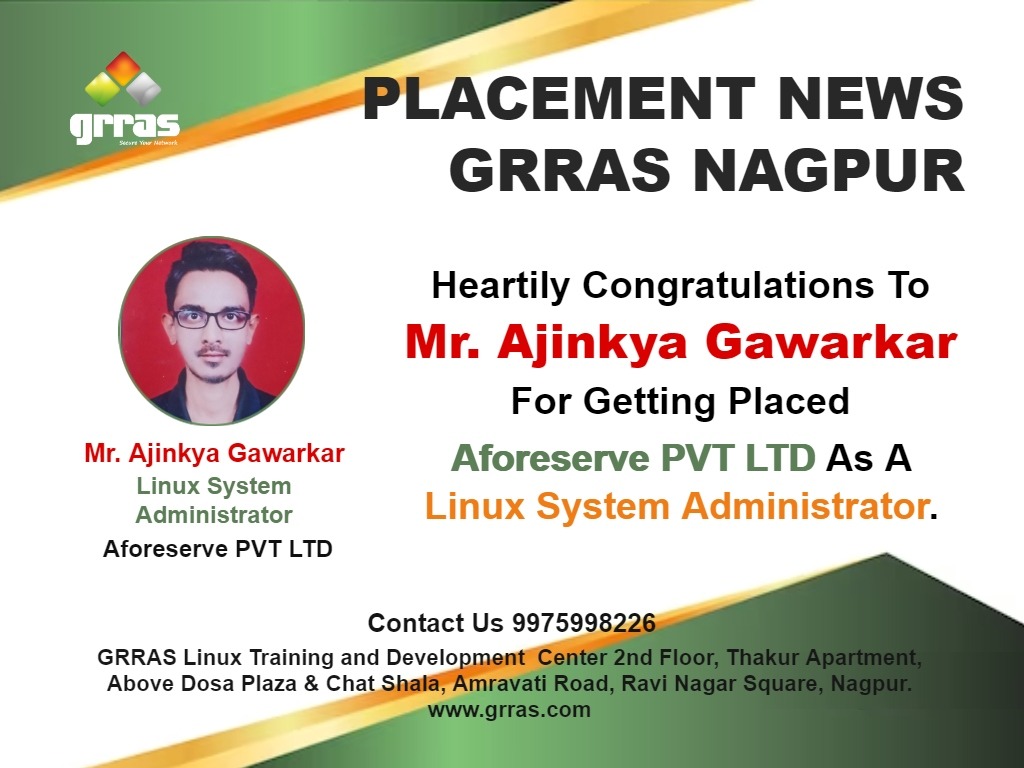 grras
Secure Your Network
PLACEMENT NEWS
GRRAS NAGPUR
Heartily Congratulations To
Mr. Ajinkya Gawarkar
For Getting Placed
Aforeserve PVT LTD As A
Linux System Administrator.
Mr. Ajinkya Gawarkar
Linux System
Administrator
Aforeserve PVT LTD
Contact Us 9975998226
GRRAS Linux Training and Development Center 2nd Floor, Thakur Apartment,
Above Dosa Plaza & Chat Shala, Amravati Road, Ravi Nagar Square, Nagpur.
www.grras.com